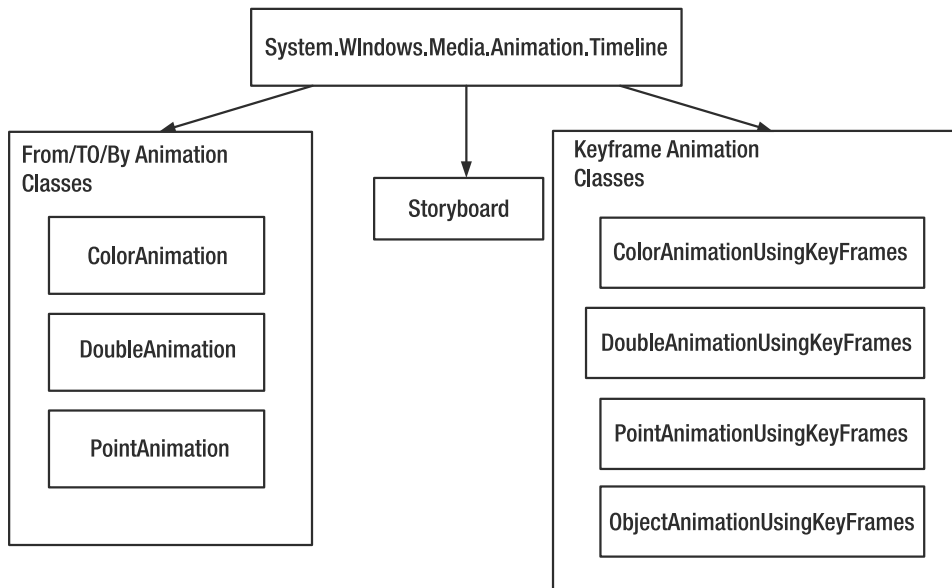 System.WIndows.Media.Animation.Timeline
From/TO/By Animation
Classes
ColorAnimation
DoubleAnimation
PointAnimation
Storyboard
Keyframe Animation
Classes
ColorAnimationUsingKeyFrames
DoubleAnimationUsingKeyFrames
PointAnimationUsingKeyFrames
ObjectAnimationUsingKeyFrames